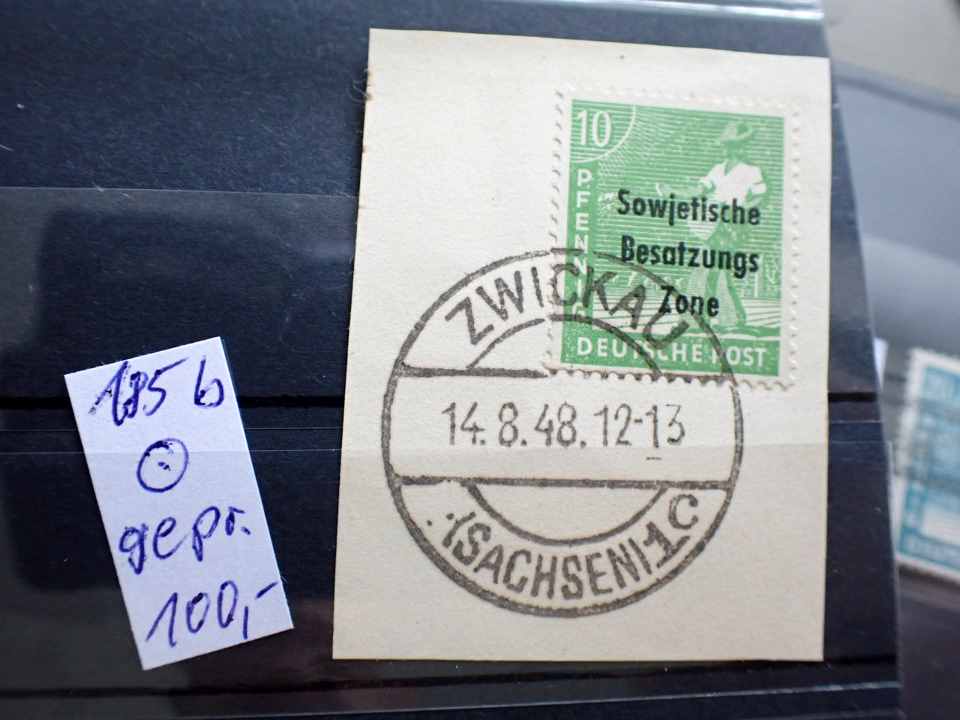 10
PFENNIG
Sowjetische
Besatzungs
Zone
DEUTSCHE POST
ZWICKAU
14.8.48.12-13
(SACHSEN) 1 C
185 b
gepr.
100,-